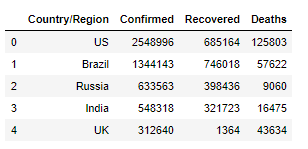 Country/Region Confirmed Recovered Deaths
0 US 2548996 685164 125803
1 Brazil 1344143 746018 57622
2 Russia 633563 398436 9060
3 India 548318 321723 16475
4 UK 312640 1364 43634